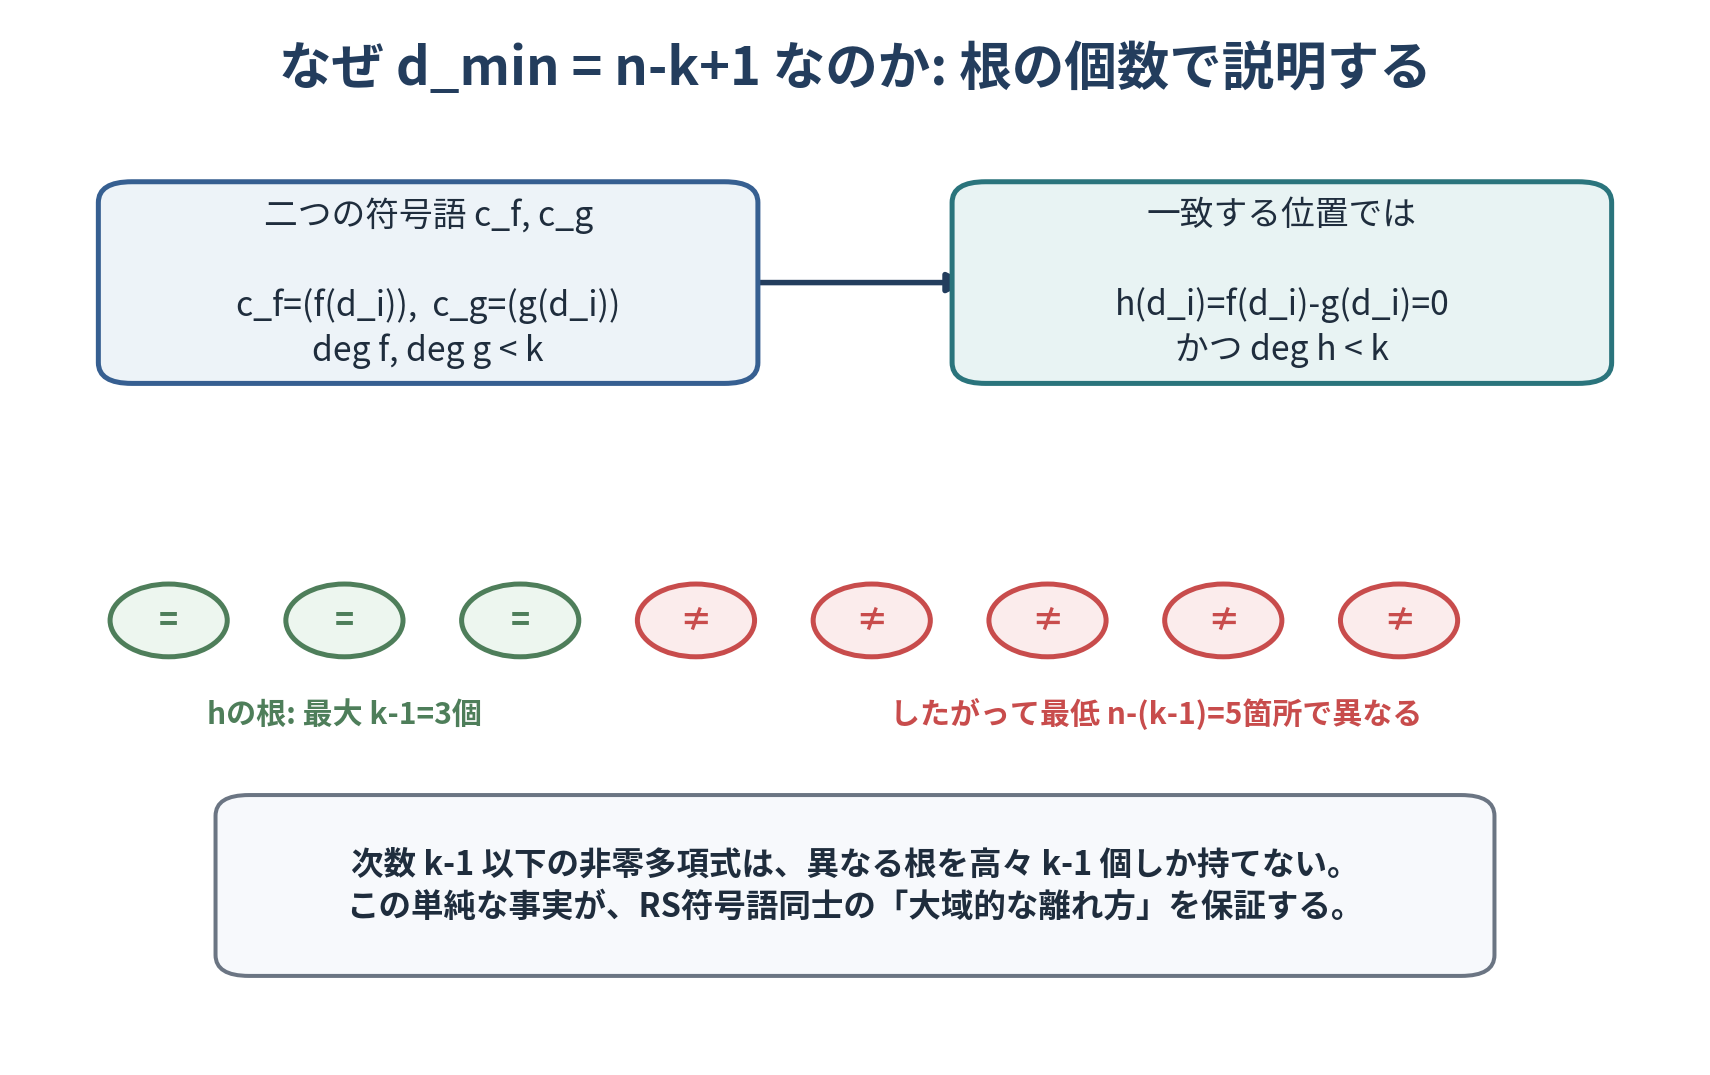 なぜ d_min = n-k+1 なのか: 根の個数で説明する
二つの符号語 c_f, c_g
c_f=(f(d_i)), c_g=(g(d_i))
deg f, deg g < k
一致する位置では
h(d_i)=f(d_i)-g(d_i)=0
かつ deg h < k
= = = ≠ ≠ ≠ ≠ ≠
hの根: 最大 k-1=3個
したがって最低 n-(k-1)=5箇所で異なる
次数 k-1 以下の非零多項式は、異なる根を高々 k-1 個しか持てない。
この単純な事実が、RS符号語同士の「大域的な離れ方」を保証する。